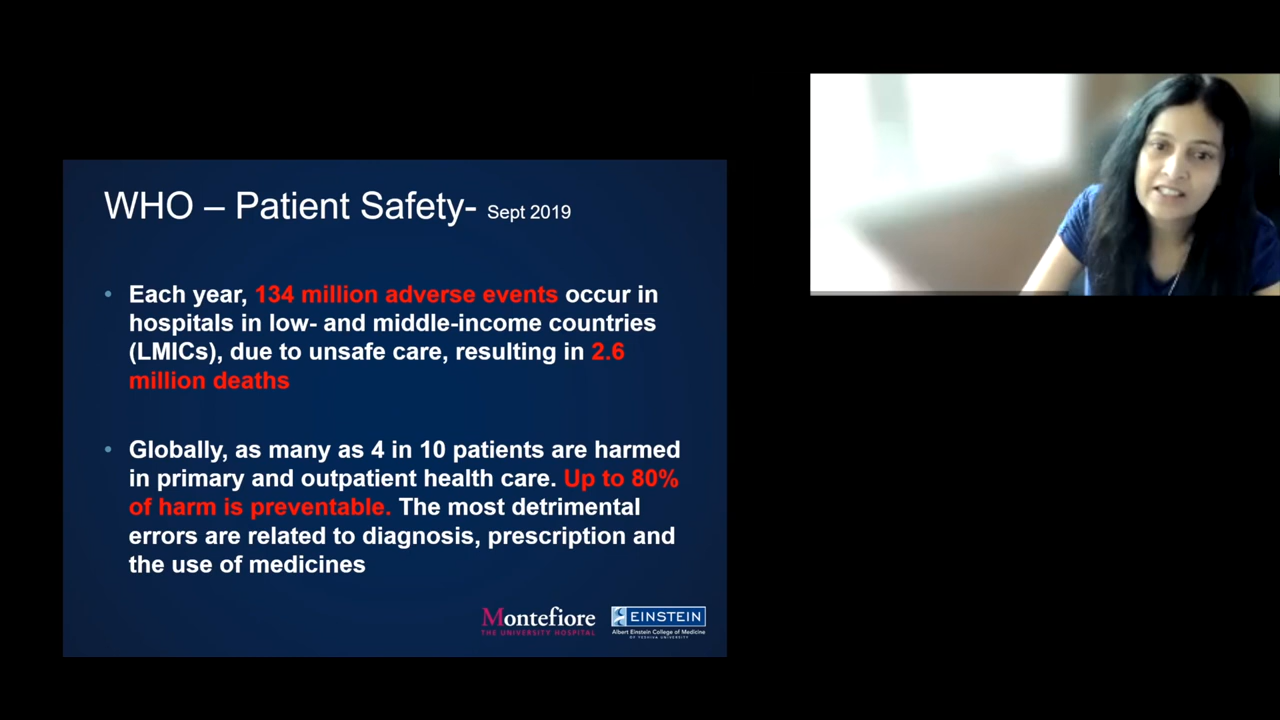 WHO – Patient Safety- Sept 2019
• Each year, 134 million adverse events occur in
hospitals in low- and middle-income countries
(LMICs), due to unsafe care, resulting in 2.6
million deaths
• Globally, as many as 4 in 10 patients are harmed
in primary and outpatient health care. Up to 80%
of harm is preventable. The most detrimental
errors are related to diagnosis, prescription and
the use of medicines
Montefiore
THE UNIVERSITY HOSPITAL
EINSTEIN
Albert Einstein College of Medicine
OF YESHIVA UNIVERSITY